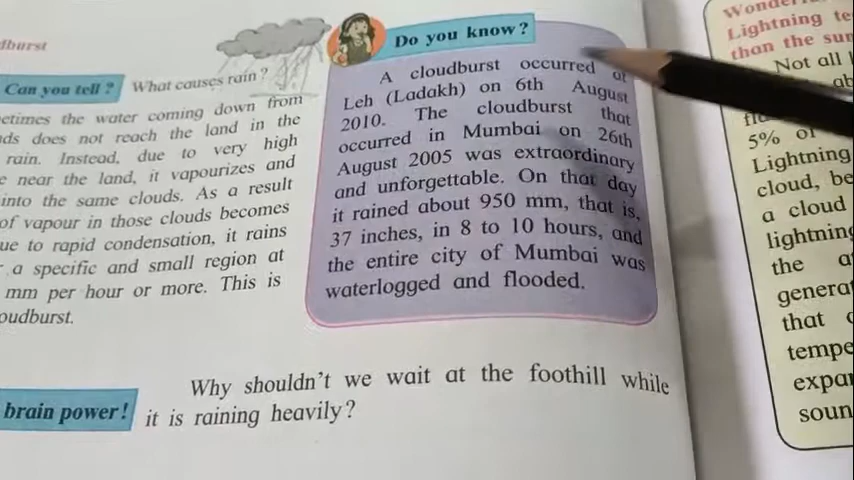 dburst
Can you tell ? What causes rain ?
etimes the water coming down from
ds does not reach the land in the
rain. Instead, due to very high
near the land, it vapourizes and
into the same clouds. As a result
of vapour in those clouds becomes
ue to rapid condensation, it rains
a specific and small region at
mm per hour or more. This is
oudburst.
Do you know?
A cloudburst occurred at
Leh (Ladakh) on 6th August
2010. The cloudburst that
occurred in Mumbai on 26th
August 2005 was extraordinary
and unforgettable. On that day
it rained about 950 mm, that is,
37 inches, in 8 to 10 hours, and
the entire city of Mumbai was
waterlogged and flooded.
brain power!
Why shouldn't we wait at the foothill while
it is raining heavily?
Lightning te
than the sun
Not all l
5% of
Lightning
cloud, be
a cloud
lightning
the
generat
that
tempe
expan
soun